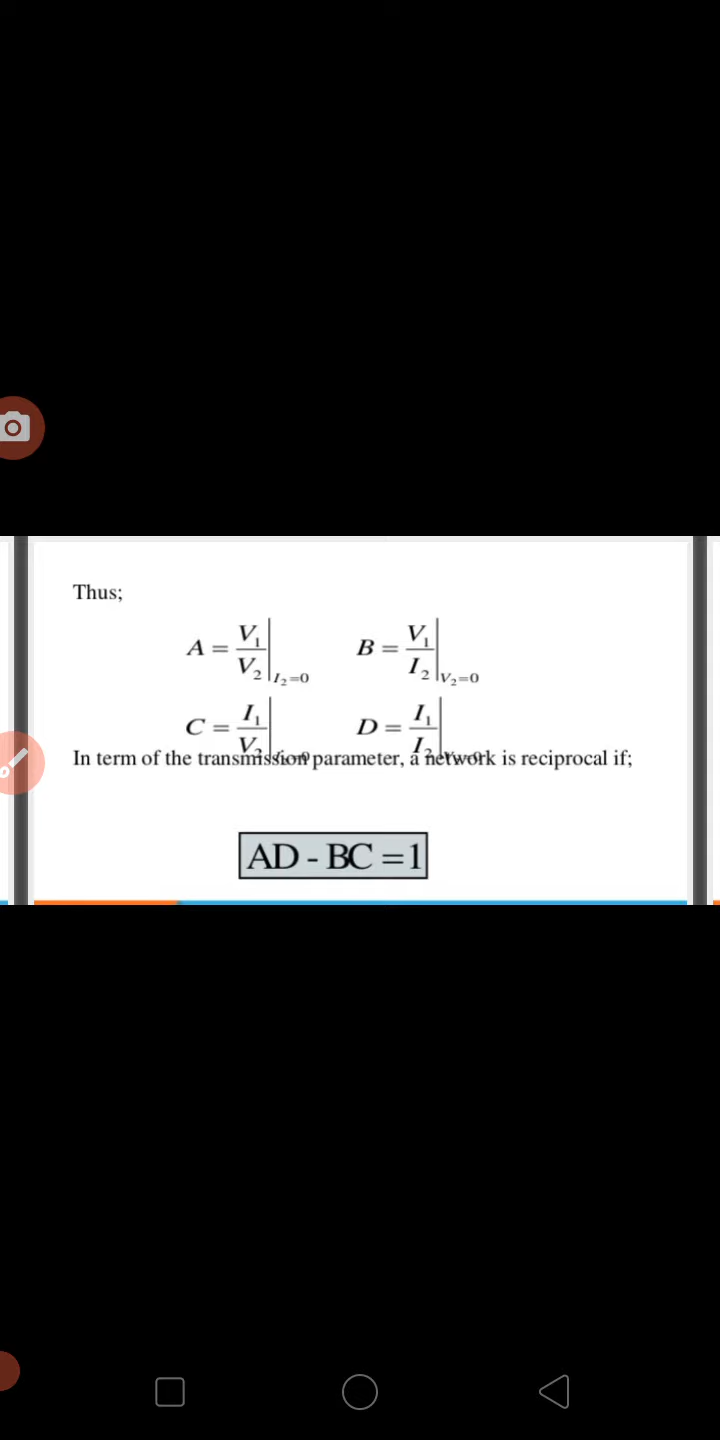 Thus;
A = V₁/V₂ |I₂=0    B = V₁/I₂ |V₂=0
C = I₁/V₂    D = I₁/I₂
In term of the transmission parameter, a network is reciprocal if;
AD - BC = 1